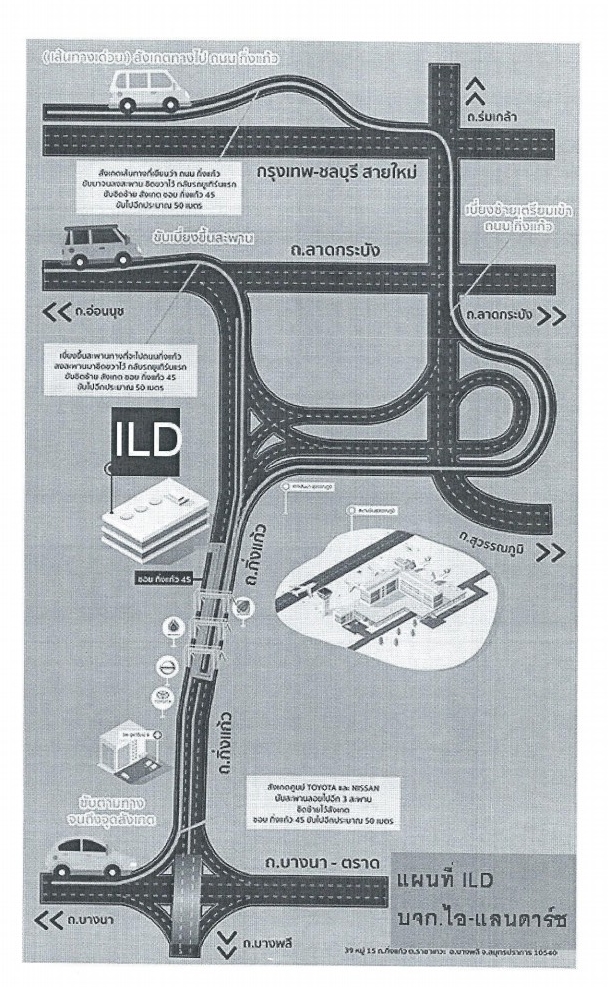 (เส้นทางด่วน) สังเกตทางไป ถนน กิ่งแก้ว
ถ.ร่มเกล้า
สังเกตเส้นทางที่เขียนว่า ถนน กิ่งแก้ว
ขับมาจนลงสะพาน ชิดขวาไว้ กลับรถยูเทิร์นแรก
ขับชิดซ้าย สังเกต ซอย กิ่งแก้ว 45
ขับไปอีกประมาณ 50 เมตร
กรุงเทพ-ชลบุรี สายใหม่
เบี่ยงซ้ายเตรียมเข้า
ถนน กิ่งแก้ว
ขับเบี่ยงขึ้นสะพาน
ถ.ลาดกระบัง
ถ.อ่อนนุช
ถ.ลาดกระบัง
เบี่ยงขึ้นสะพานทางที่จะไปถนนกิ่งแก้ว
ลงสะพานมาชิดขวาไว้ กลับรถยูเทิร์นแรก
ขับชิดซ้าย สังเกต ซอย กิ่งแก้ว 45
ขับไปอีกประมาณ 50 เมตร
ILD
ถ.สุวรรณภูมิ
ถ.กิ่งแก้ว
ซอย กิ่งแก้ว 45
TOYOTA
ถ.กิ่งแก้ว
สังเกตศูนย์ TOYOTA และ NISSAN
นับสะพานลอยไปอีก 3 สะพาน
ชิดซ้ายไว้สังเกต
ซอย กิ่งแก้ว 45 ขับไปอีกประมาณ 50 เมตร
ขับตามทาง
จนถึงจุดสังเกต
ถ.บางนา - ตราด
แผนที่ ILD
บจก.ไอ-แลนดาร์ช
ถ.บางนา
ถ.บางพลี
39 หมู่ 15 ถ.กิ่งแก้ว ต.ราชาเทวะ อ.บางพลี จ.สมุทรปราการ 10540